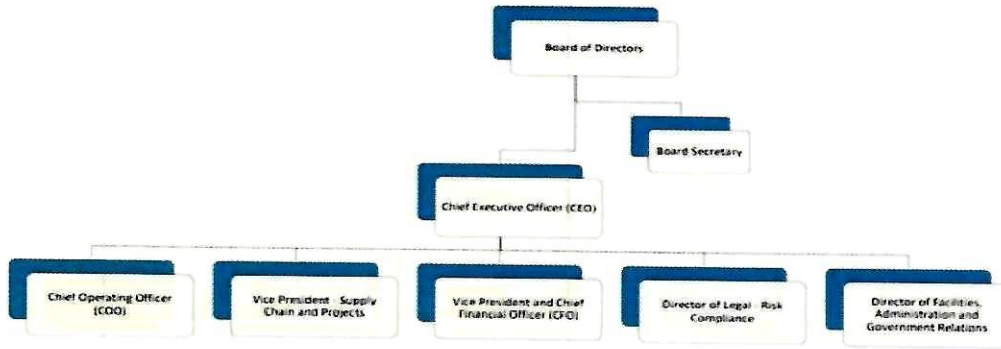 Board of Directors
Board Secretary
Chief Executive Officer (CEO)
Chief Operating Officer
(COO)
Vice President - Supply
Chain and Projects
Vice President and Chief
Financial Officer (CFO)
Director of Legal - Risk
Compliance
Director of Facilities,
Administration and
Government Relations